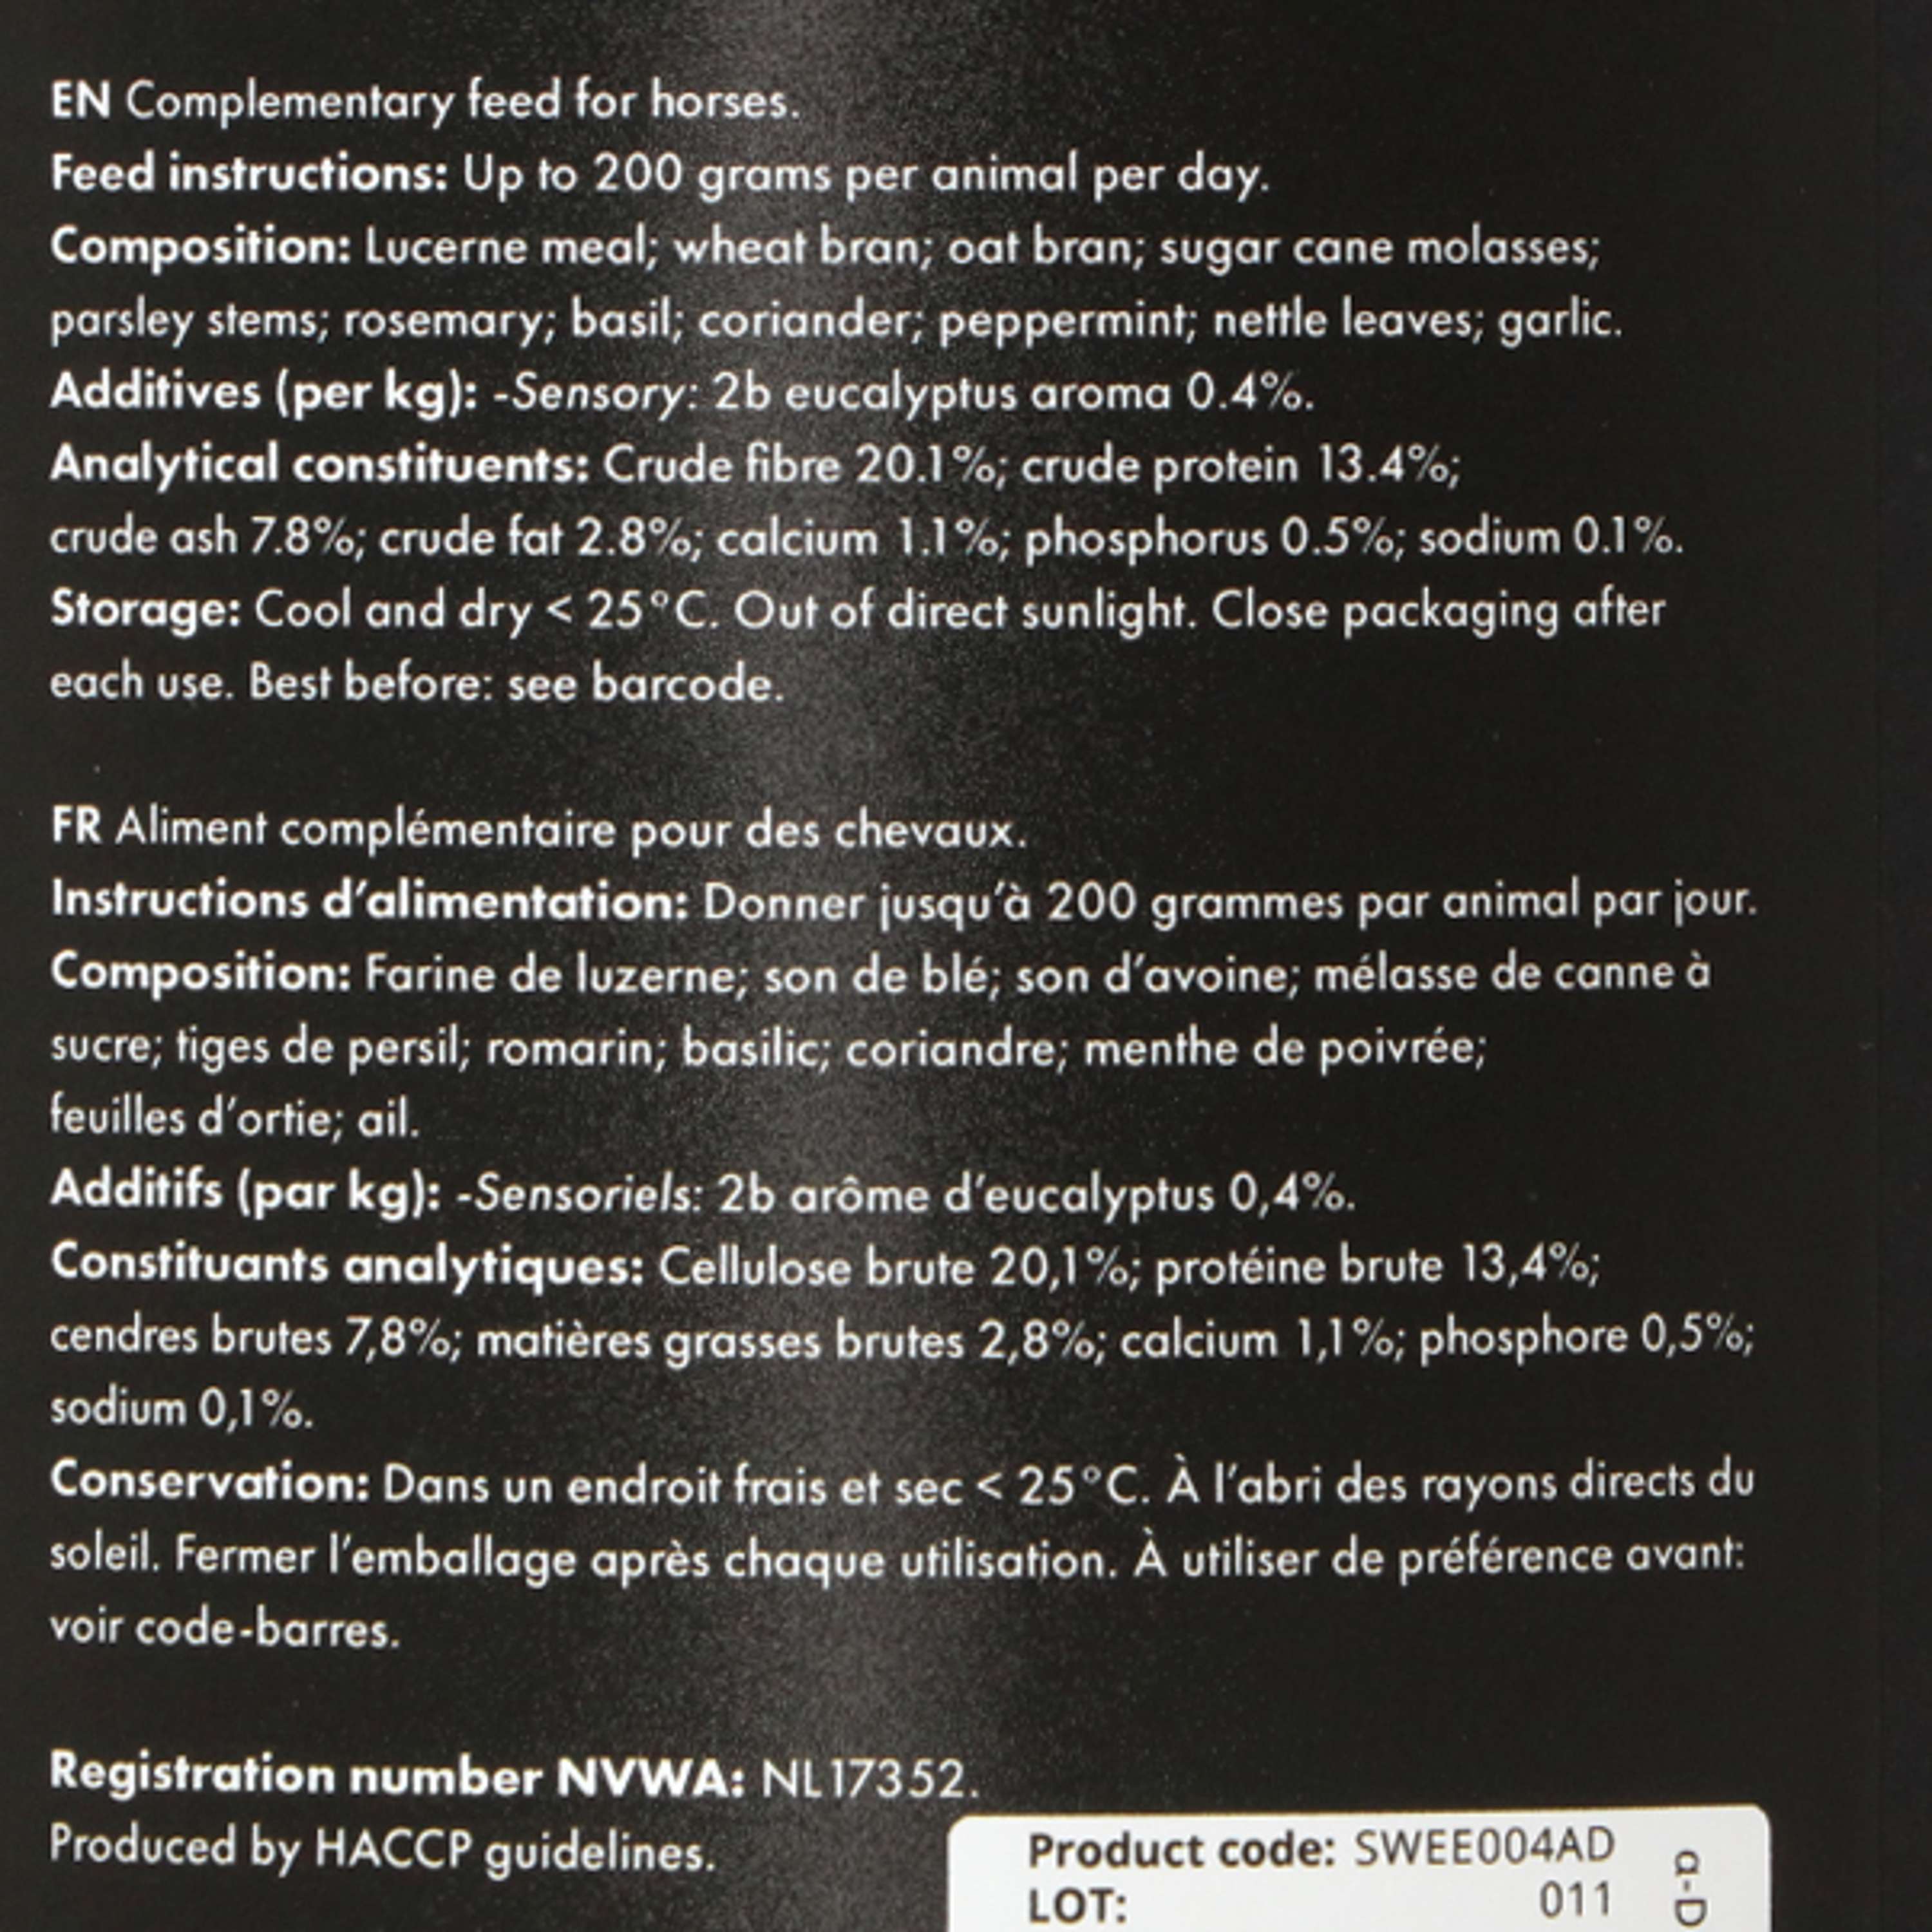 EN Complementary feed for horses.
Feed instructions: Up to 200 grams per animal per day.
Composition: Lucerne meal; wheat bran; oat bran; sugar cane molasses;
parsley stems; rosemary; basil; coriander; peppermint; nettle leaves; garlic.
Additives (per kg): -Sensory: 2b eucalyptus aroma 0.4%.
Analytical constituents: Crude fibre 20.1%; crude protein 13.4%;
crude ash 7.8%; crude fat 2.8%; calcium 1.1%; phosphorus 0.5%; sodium 0.1%.
Storage: Cool and dry < 25°C. Out of direct sunlight. Close packaging after
each use. Best before: see barcode.
FR Aliment complémentaire pour des chevaux.
Instructions d'alimentation: Donner jusqu'à 200 grammes par animal par jour.
Composition: Farine de luzerne; son de blé; son d'avoine; mélasse de canne à
sucre; tiges de persil; romarin; basilic; coriandre; menthe de poivrée;
feuilles d'ortie; ail.
Additifs (par kg): -Sensoriels: 2b arôme d'eucalyptus 0,4%.
Constituants analytiques: Cellulose brute 20,1%; protéine brute 13,4%;
cendres brutes 7,8%; matières grasses brutes 2,8%; calcium 1,1%; phosphore 0,5%;
sodium 0,1%.
Conservation: Dans un endroit frais et sec < 25°C. À l'abri des rayons directs du
soleil. Fermer l'emballage après chaque utilisation. À utiliser de préférence avant:
voir code-barres.
Registration number NVWA: NL17352.
Produced by HACCP guidelines.
Product code: SWEE004AD
LOT: 011
a-D